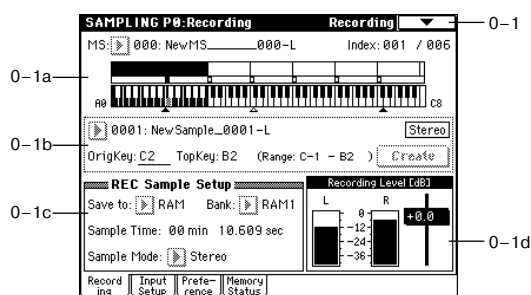 SAMPLING P0:Recording Recording
0-1
MS: 000: NewMS______000-L Index: 001 / 006
0-1a
A0 C8
0001: NewSample_0001-L Stereo
0-1b
OrigKey: C2 TopKey: B2 (Range: C-1 - B2 ) Create
REC Sample Setup Recording Level [dB]
0-1c
Save to: RAM Bank: RAM1
Sample Time: 00 min 10.609 sec
Sample Mode: Stereo
L R
0
-12
-24
-36
+0.0
0-1d
Record ing Input Setup Prefe- rence Memory Status